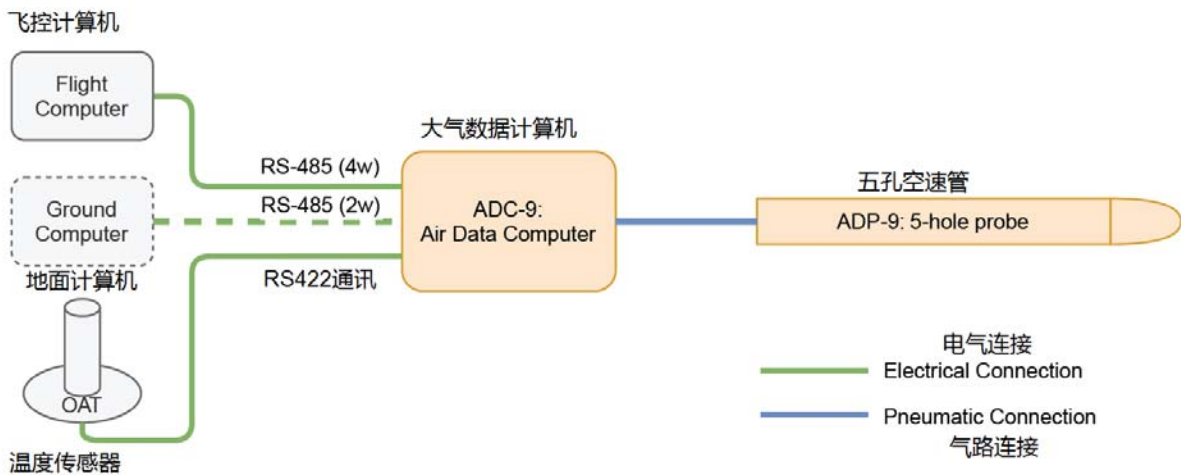 飞控计算机
Flight
Computer
大气数据计算机
RS-485 (4w)
五孔空速管
RS-485 (2w)
Ground
Computer
ADC-9:
Air Data Computer
ADP-9: 5-hole probe
地面计算机
RS422通讯
电气连接
Electrical Connection
OAT
Pneumatic Connection
气路连接
温度传感器